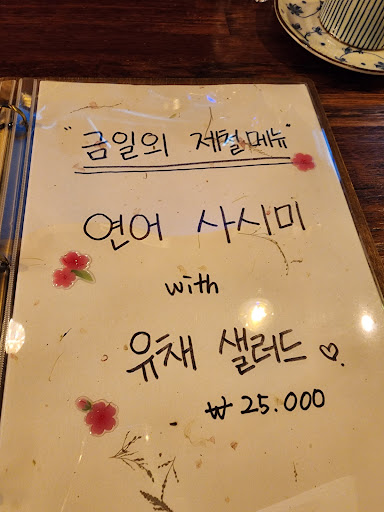 "금일의 제철메뉴"
연어 사시미
with
유채 샐러드 ♡.
₩ 25.000